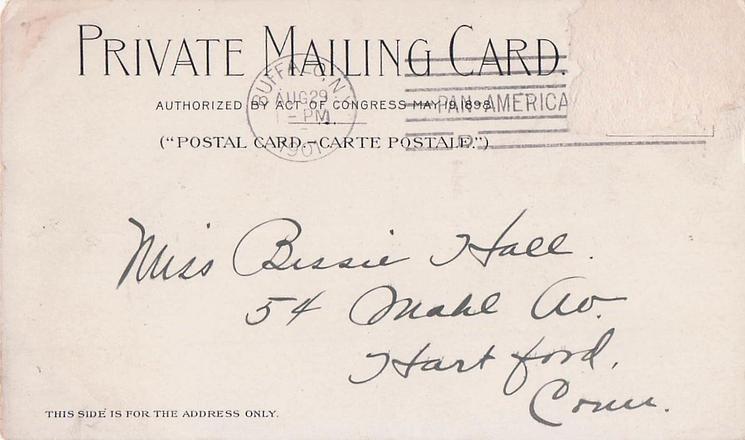 PRIVATE MAILING CARD.
BUFFALO, N.Y.
AUG 29
PM
1901
PAN-AMERICA
AUTHORIZED BY ACT OF CONGRESS MAY 19, 1898.
("POSTAL CARD.—CARTE POSTALE.")
Miss Bessie Hall.
54 Mahl Av.
Hartford,
Conn.
THIS SIDE IS FOR THE ADDRESS ONLY.